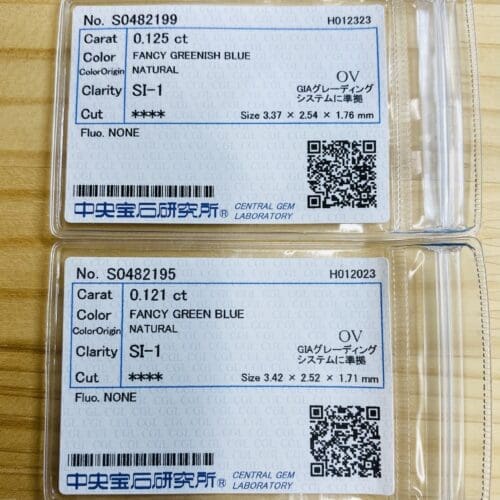 No. S0482199 H012323
Carat 0.125 ct
Color FANCY GREENISH BLUE
ColorOrigin NATURAL
OV
Clarity SI-1 GIAグレーディング
システムに準拠
Cut **** Size 3.37 × 2.54 × 1.76 mm
Fluo. NONE
中央宝石研究所® CENTRAL GEM
LABORATORY
No. S0482195 H012023
Carat 0.121 ct
Color FANCY GREEN BLUE
ColorOrigin NATURAL
OV
Clarity SI-1 GIAグレーディング
システムに準拠
Cut **** Size 3.42 × 2.52 × 1.71 mm
Fluo. NONE
中央宝石研究所® CENTRAL GEM
LABORATORY